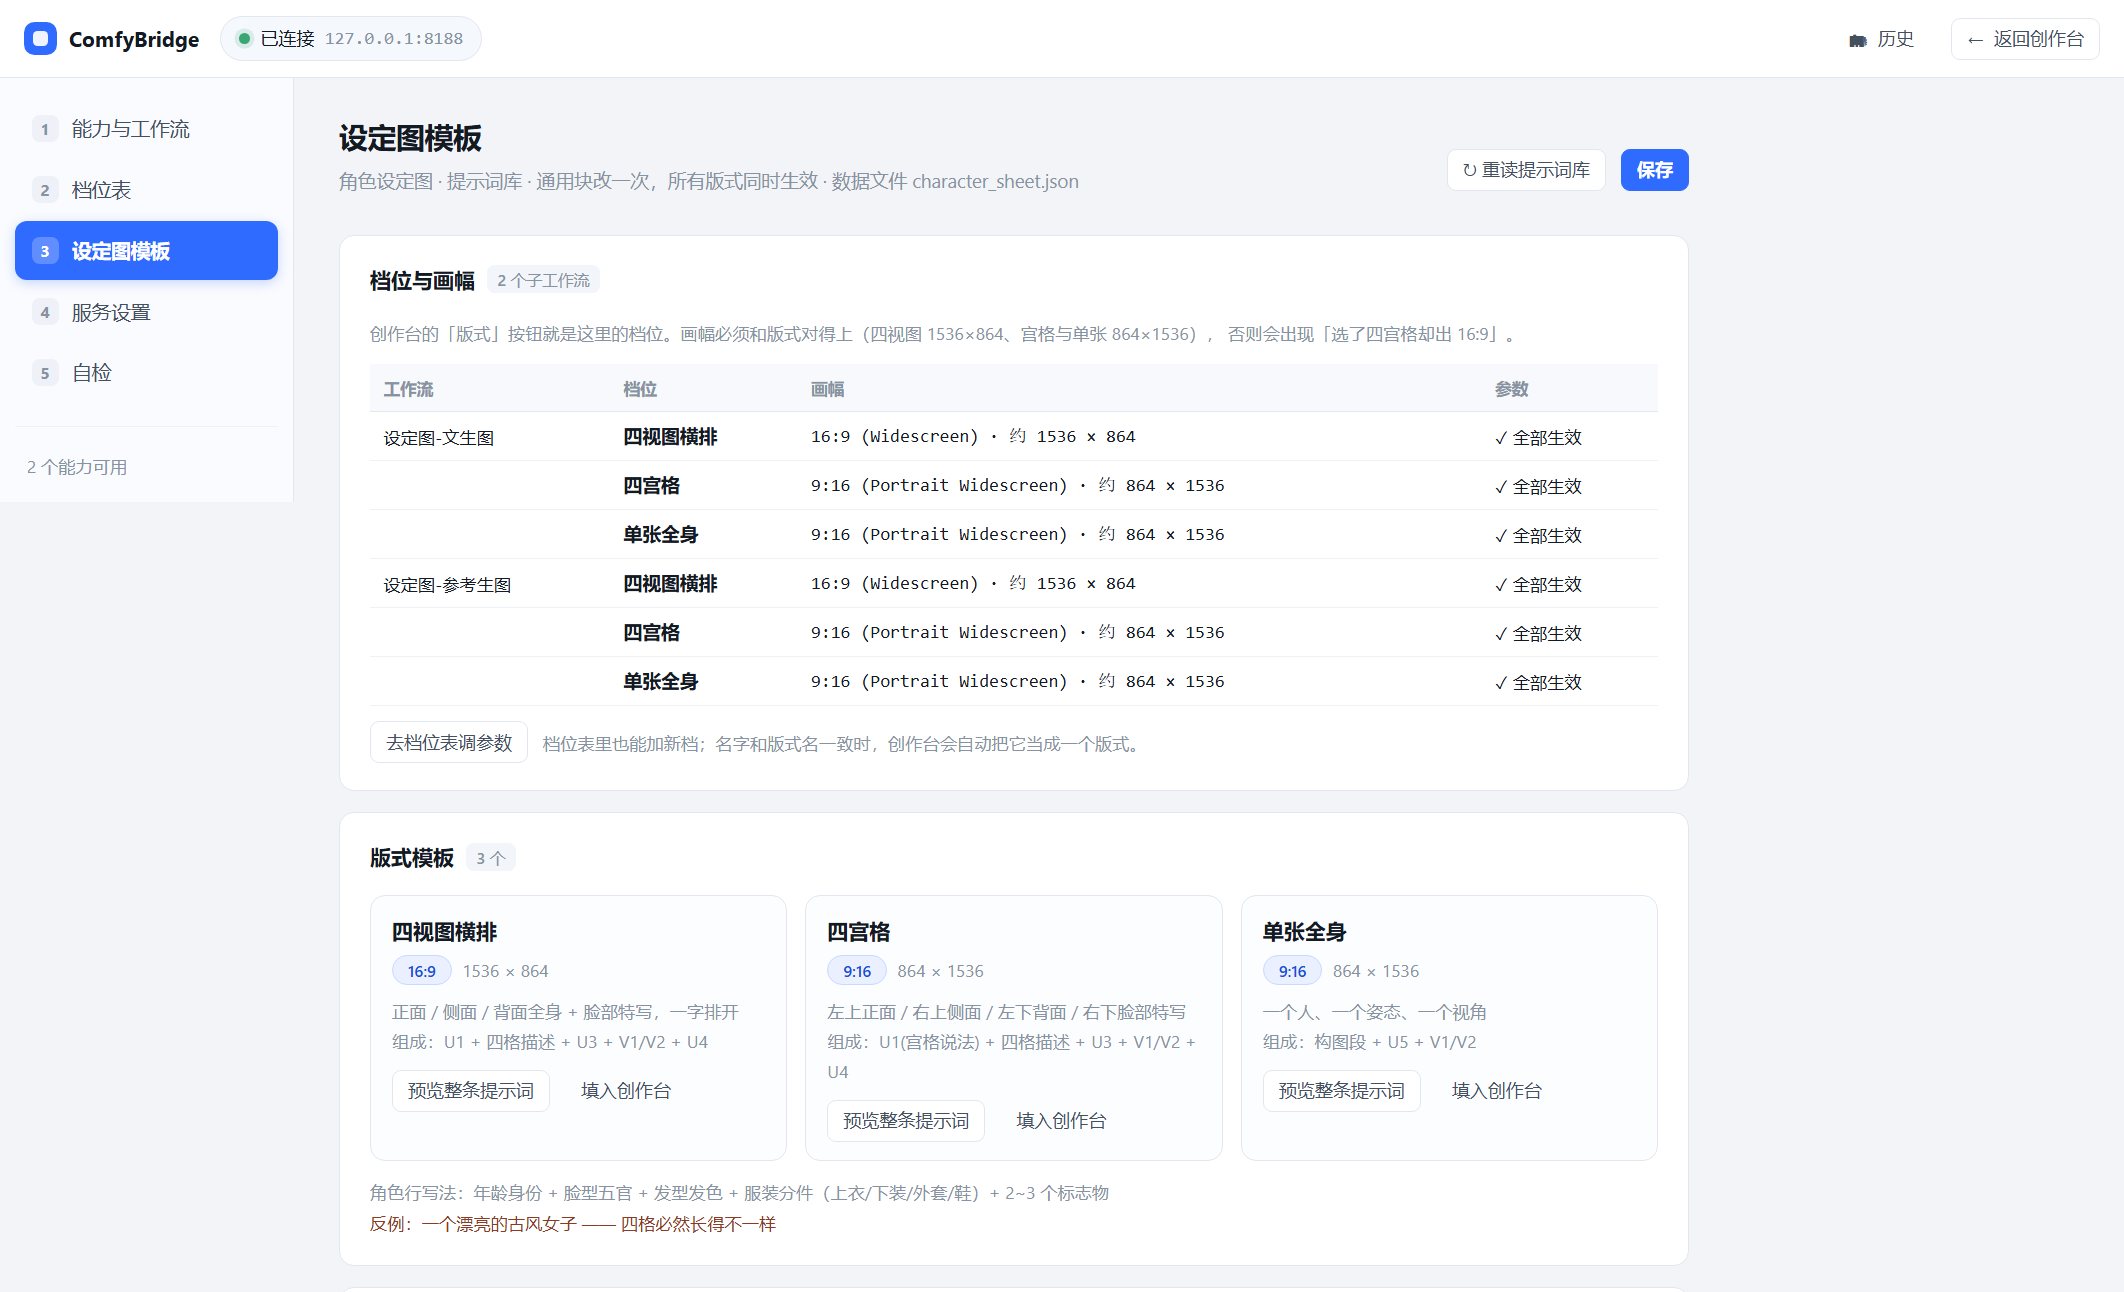 ComfyBridge
已连接 127.0.0.1:8188
历史
← 返回创作台
1 能力与工作流
2 档位表
3 设定图模板
4 服务设置
5 自检
2 个能力可用
设定图模板
角色设定图 · 提示词库 · 通用块改一次，所有版式同时生效 · 数据文件 character_sheet.json
↻ 重读提示词库
保存
档位与画幅 2 个子工作流
创作台的「版式」按钮就是这里的档位。画幅必须和版式对得上（四视图 1536×864、宫格与单张 864×1536）， 否则会出现「选了四宫格却出 16:9」。
工作流 档位 画幅 参数
设定图-文生图 四视图横排 16:9 (Widescreen) · 约 1536 × 864 ✓ 全部生效
四宫格 9:16 (Portrait Widescreen) · 约 864 × 1536 ✓ 全部生效
单张全身 9:16 (Portrait Widescreen) · 约 864 × 1536 ✓ 全部生效
设定图-参考生图 四视图横排 16:9 (Widescreen) · 约 1536 × 864 ✓ 全部生效
四宫格 9:16 (Portrait Widescreen) · 约 864 × 1536 ✓ 全部生效
单张全身 9:16 (Portrait Widescreen) · 约 864 × 1536 ✓ 全部生效
去档位表调参数 档位表里也能加新档；名字和版式名一致时，创作台会自动把它当成一个版式。
版式模板 3 个
四视图横排
16:9 1536 × 864
正面 / 侧面 / 背面全身 + 脸部特写，一字排开
组成：U1 + 四格描述 + U3 + V1/V2 + U4
预览整条提示词 填入创作台
四宫格
9:16 864 × 1536
左上正面 / 右上侧面 / 左下背面 / 右下脸部特写
组成：U1(宫格说法) + 四格描述 + U3 + V1/V2 +
U4
预览整条提示词 填入创作台
单张全身
9:16 864 × 1536
一个人、一个姿态、一个视角
组成：构图段 + U5 + V1/V2
预览整条提示词 填入创作台
角色行写法：年龄身份 + 脸型五官 + 发型发色 + 服装分件（上衣/下装/外套/鞋）+ 2~3 个标志物
反例：一个漂亮的古风女子 —— 四格必然长得不一样